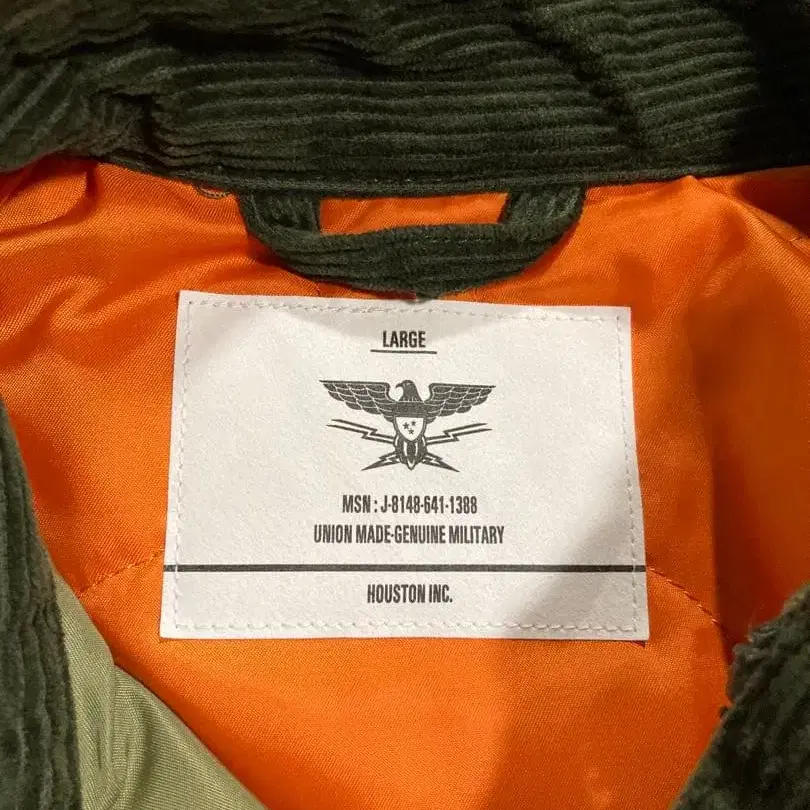 LARGE
MSN : J-8148-641-1388
UNION MADE-GENUINE MILITARY
HOUSTON INC.